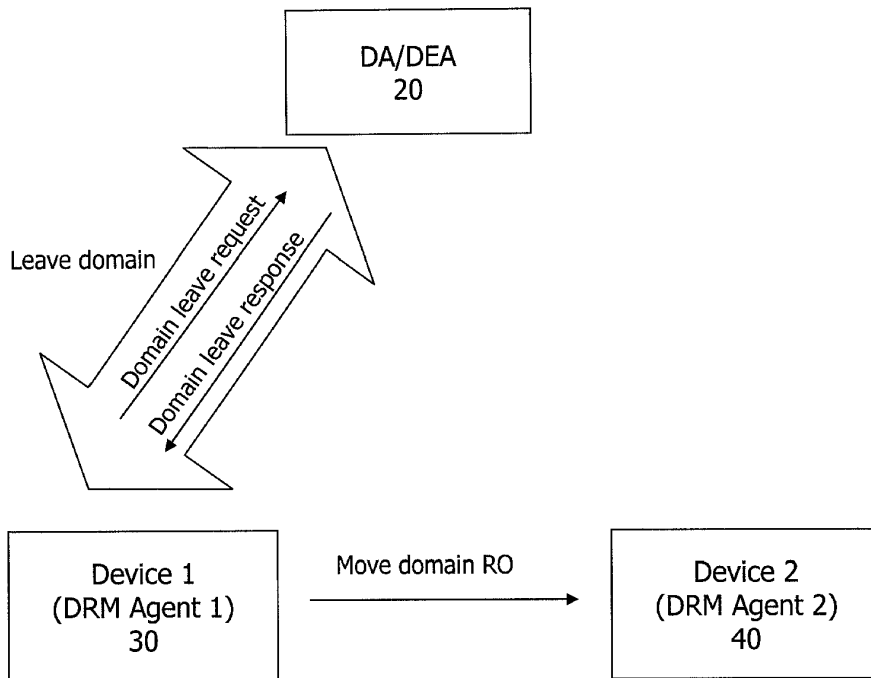 DA/DEA
20
Leave domain
Domain leave request
Domain leave response
Device 1
(DRM Agent 1)
30
Move domain RO
Device 2
(DRM Agent 2)
40